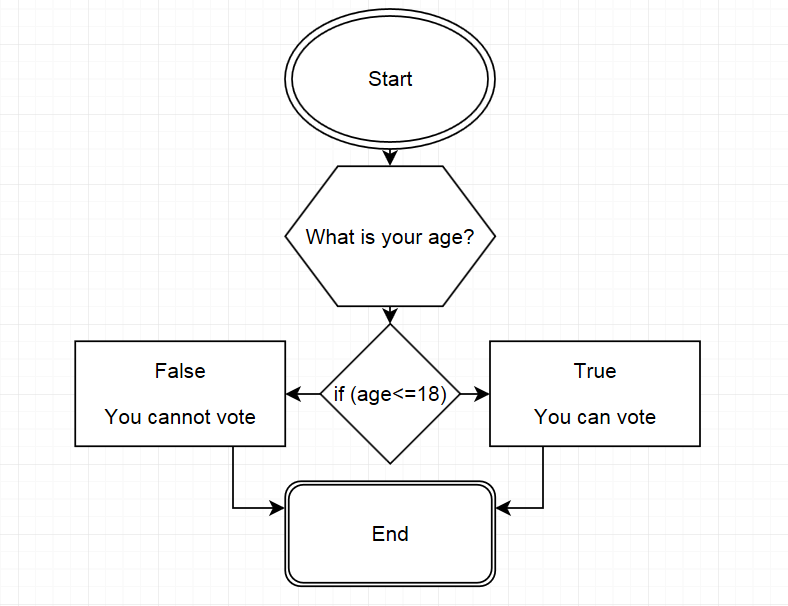 Start
What is your age?
if (age<=18)
False
You cannot vote
True
You can vote
End